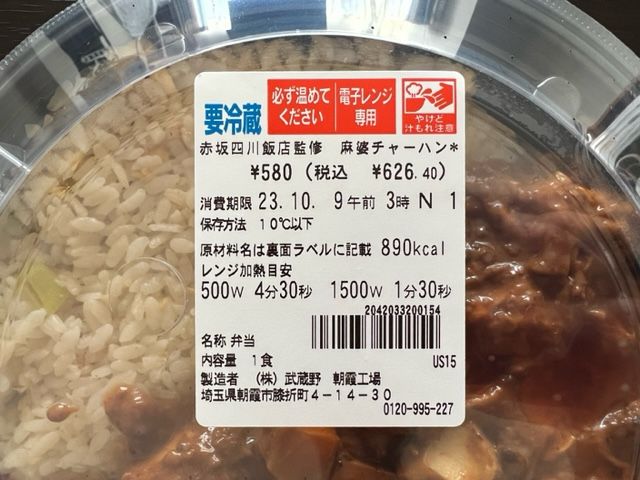 要冷蔵
必ず温めて
ください
電子レンジ
専用
やけど
汁もれ注意
赤坂四川飯店監修 麻婆チャーハン*
¥580(税込 ¥626.40)
消費期限 23.10. 9午前 3時 N 1
保存方法 10℃以下
原材料名は裏面ラベルに記載 890kcal
レンジ加熱目安
500W 4分30秒 1500W 1分30秒
2042033200154
名称 弁当
内容量 1食 US15
製造者 (株)武蔵野 朝霞工場
埼玉県朝霞市膝折町4-14-30
0120-995-227